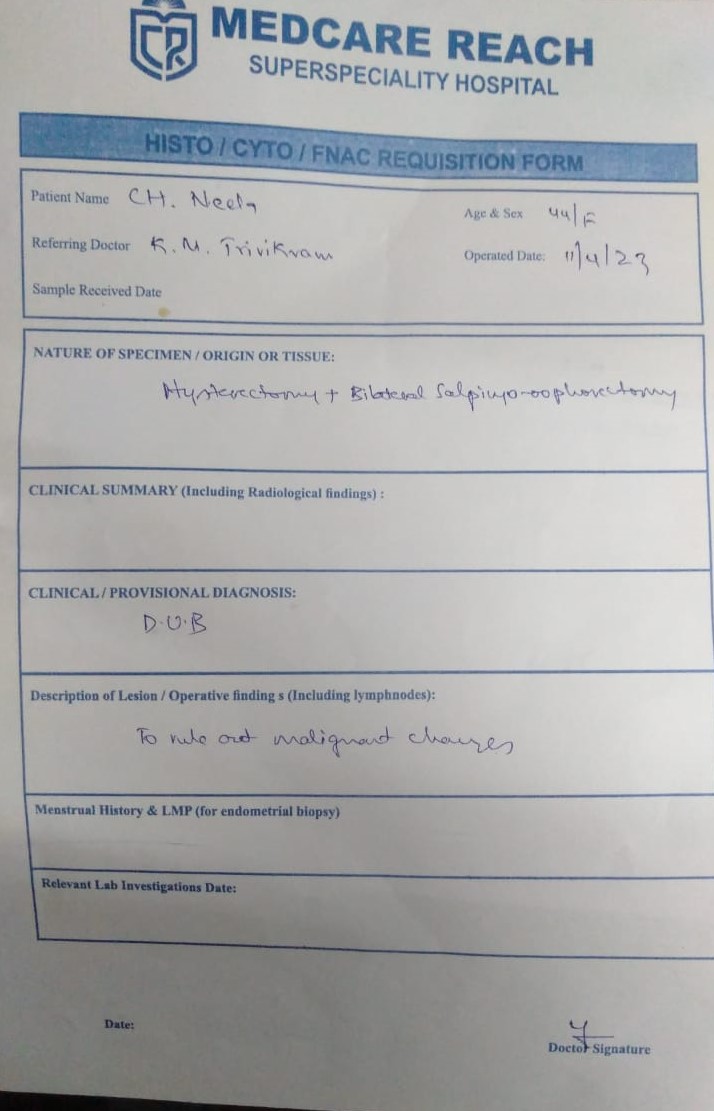 MEDCARE REACH
SUPERSPECIALITY HOSPITAL
HISTO / CYTO / FNAC REQUISITION FORM
Patient Name CH. Neela
Age & Sex 44/F
Referring Doctor K. M. Trivikram
Operated Date: 11/4/23
Sample Received Date
NATURE OF SPECIMEN / ORIGIN OR TISSUE:
Hysterectomy + Bilateral Salpingo-oophorectomy
CLINICAL SUMMARY (Including Radiological findings) :
CLINICAL / PROVISIONAL DIAGNOSIS:
D.U.B
Description of Lesion / Operative finding s (Including lymphnodes):
To rule out malignant changes
Menstrual History & LMP (for endometrial biopsy)
Relevant Lab Investigations Date:
Date:
Doctor Signature